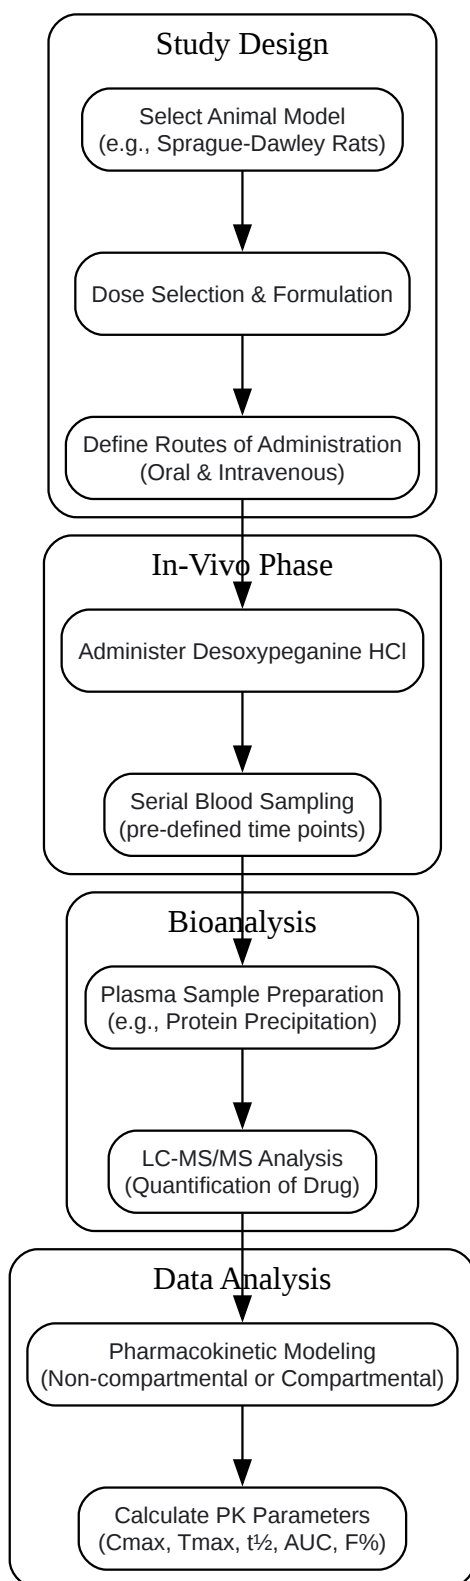 Study Design
Select Animal Model
(e.g., Sprague-Dawley Rats)
Dose Selection & Formulation
Define Routes of Administration
(Oral & Intravenous)
In-Vivo Phase
Administer Desoxypeganine HCl
Serial Blood Sampling
(pre-defined time points)
Bioanalysis
Plasma Sample Preparation
(e.g., Protein Precipitation)
LC-MS/MS Analysis
(Quantification of Drug)
Data Analysis
Pharmacokinetic Modeling
(Non-compartmental or Compartmental)
Calculate PK Parameters
(Cmax, Tmax, t½, AUC, F%)